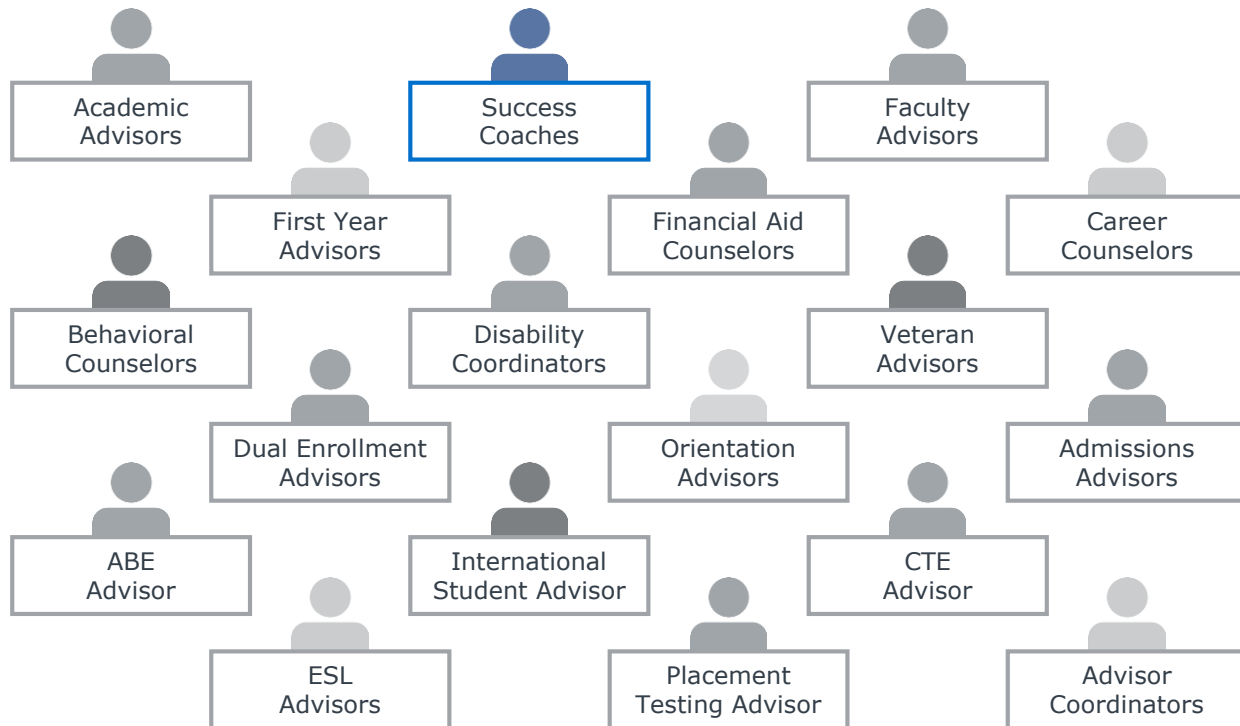 Academic
Advisors
Success
Coaches
Faculty
Advisors
First Year
Advisors
Financial Aid
Counselors
Career
Counselors
Behavioral
Counselors
Disability
Coordinators
Veteran
Advisors
Dual Enrollment
Advisors
Orientation
Advisors
Admissions
Advisors
ABE
Advisor
International
Student Advisor
CTE
Advisor
ESL
Advisors
Placement
Testing Advisor
Advisor
Coordinators